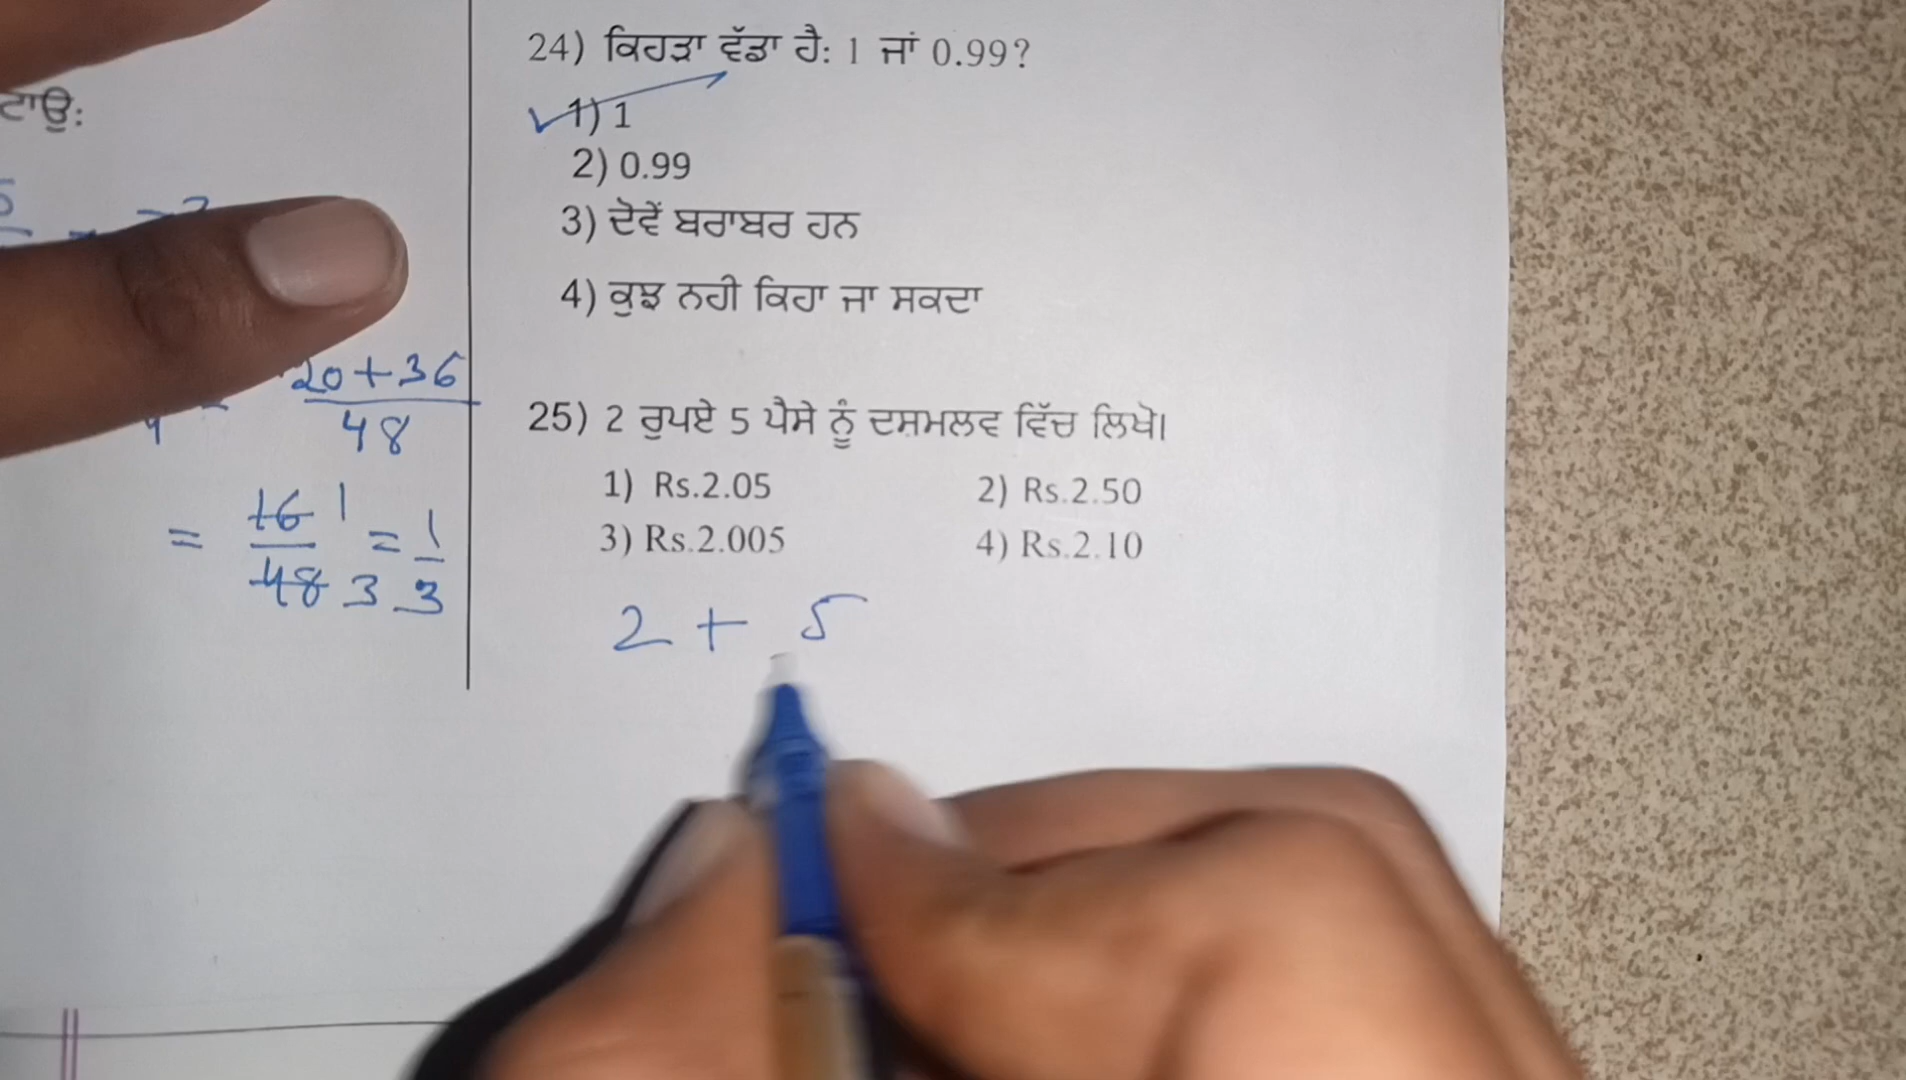 ਟਾਉ:
20+36
48
= 16 1 = 1
48 3 3
24) ਕਿਹੜਾ ਵੱਡਾ ਹੈ: 1 ਜਾਂ 0.99?
1) 1
2) 0.99
3) ਦੋਵੇਂ ਬਰਾਬਰ ਹਨ
4) ਕੁਝ ਨਹੀ ਕਿਹਾ ਜਾ ਸਕਦਾ
25) 2 ਰੁਪਏ 5 ਪੈਸੇ ਨੂੰ ਦਸ਼ਮਲਵ ਵਿੱਚ ਲਿਖੋ।
1) Rs.2.05 2) Rs.2.50
3) Rs.2.005 4) Rs.2.10
2 + 5